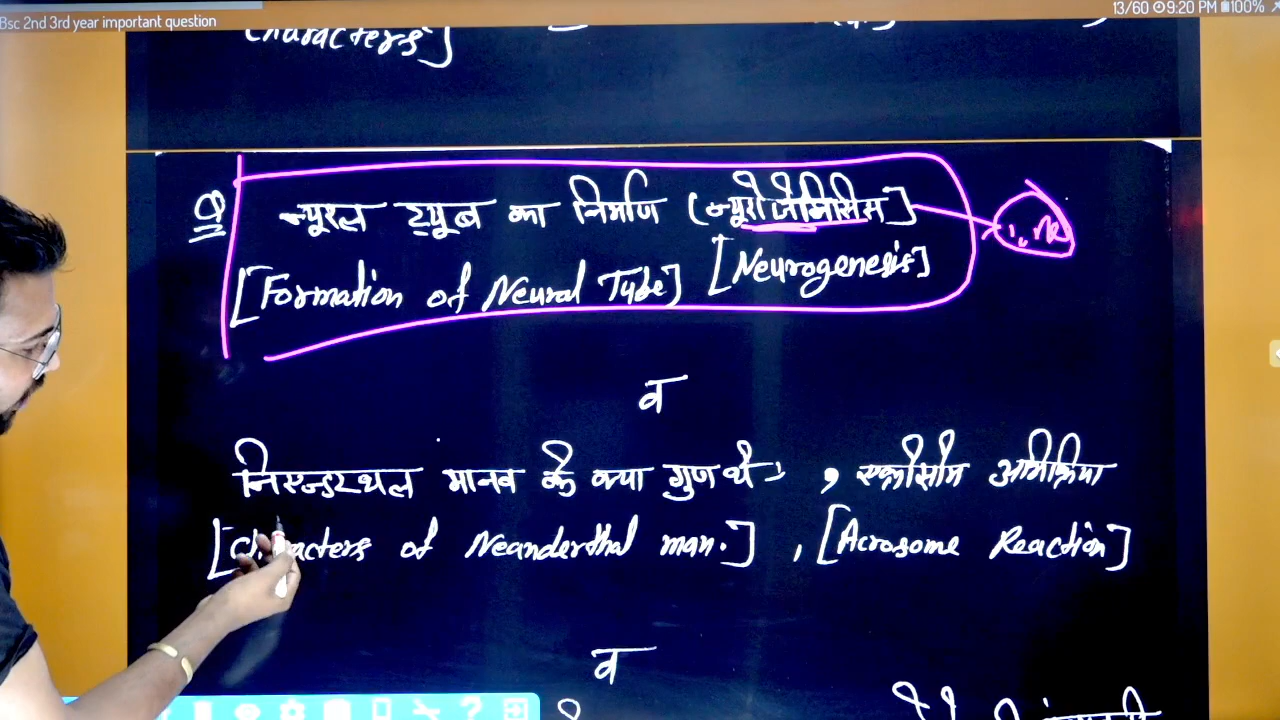 Bsc 2nd 3rd year important question
13/60 9:20 PM 100%
characters]
Q न्यूरल ट्यूब का निर्माण (न्यूरोजेनिसिस]
[Formation of Neural Tube] [Neurogenesis]
व
निएन्डरथल मानव के क्या गुण थे , एक्रोसोम अभिक्रिया
[characters of Neanderthal man.] , [Acrosome Reaction]
व